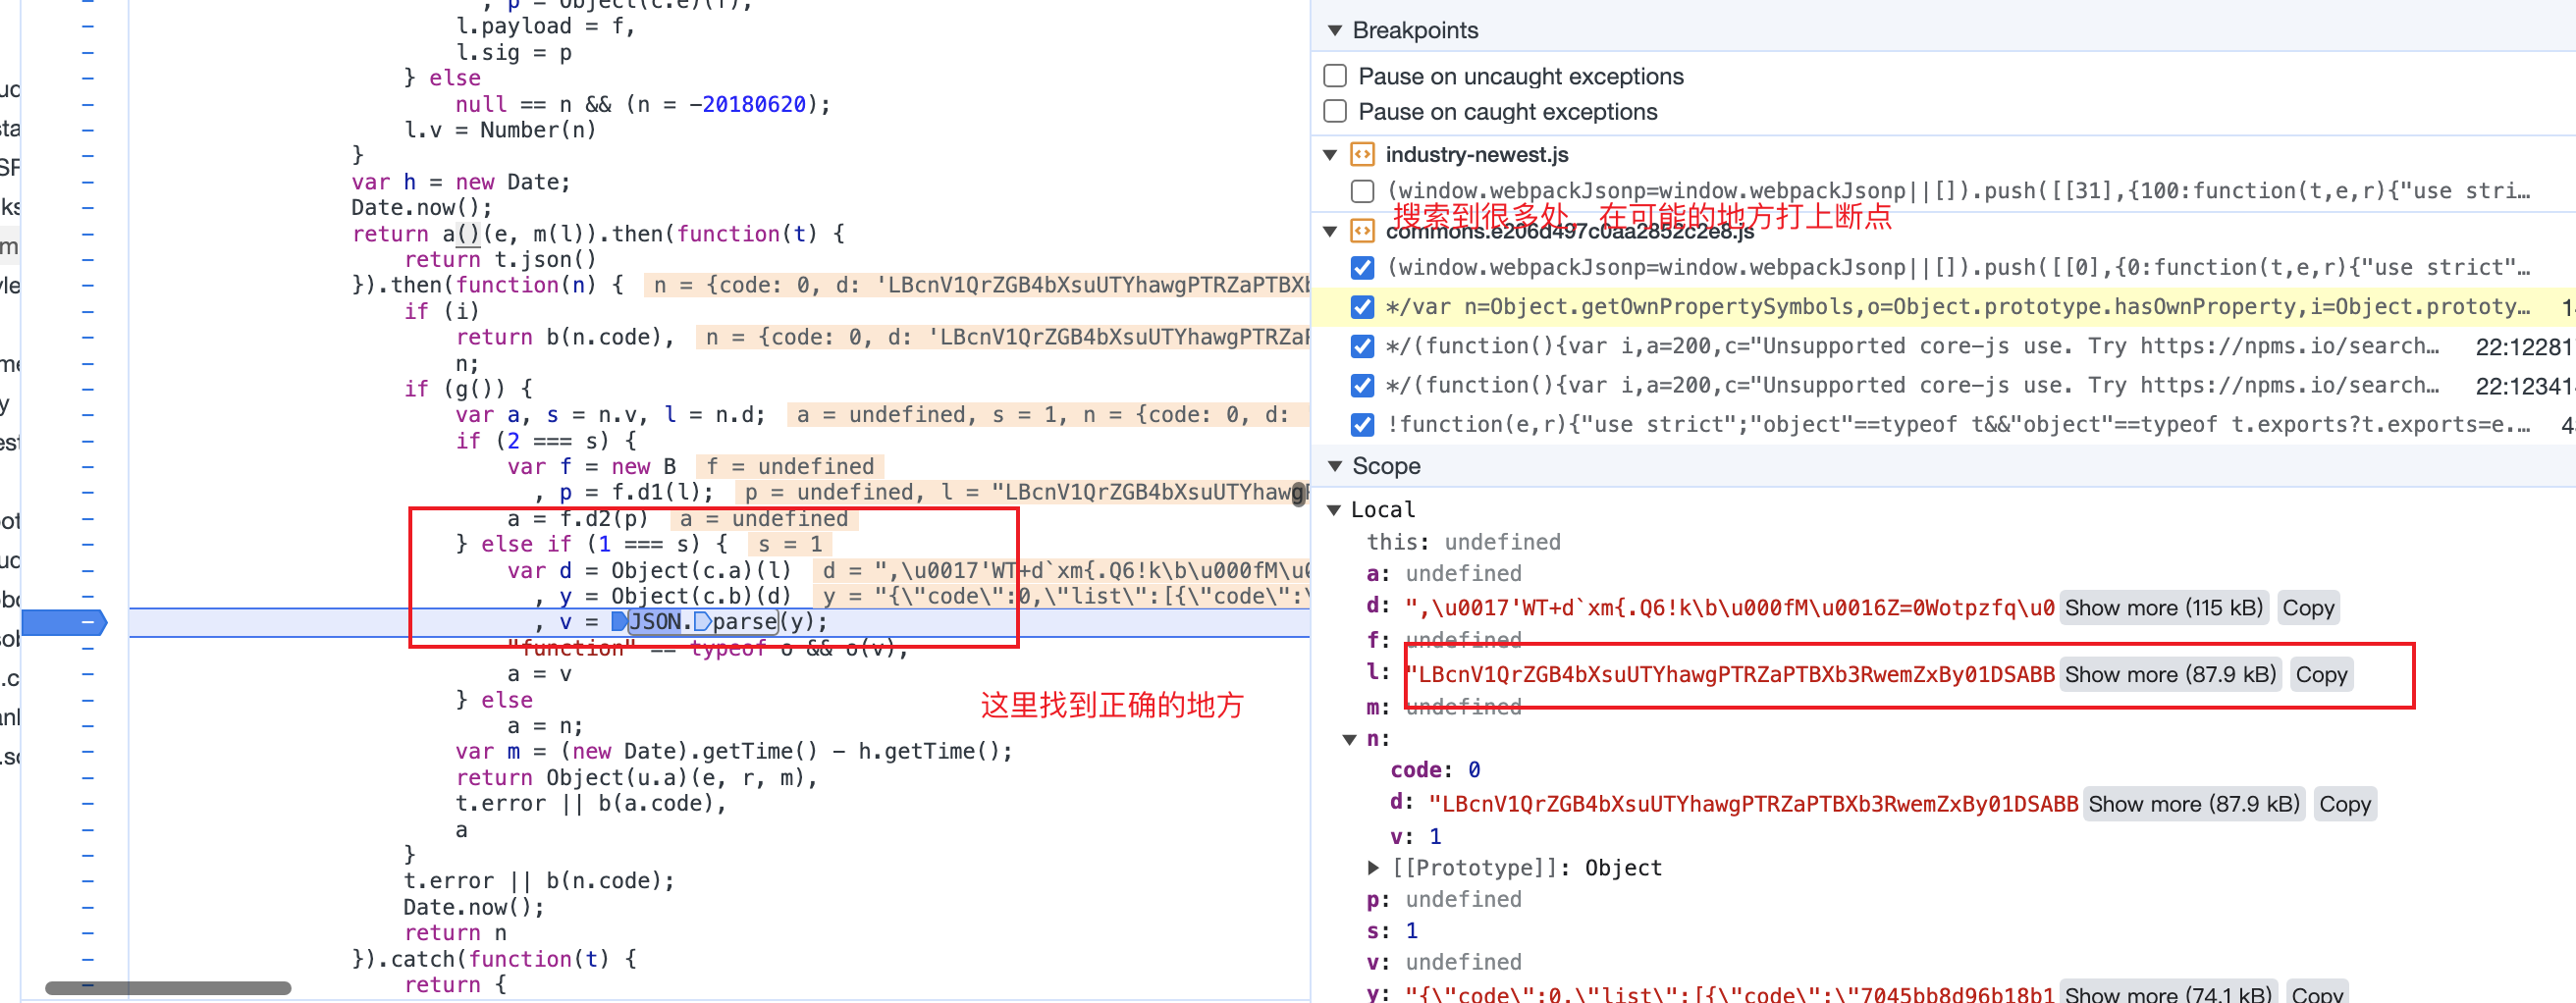 , p = Object(c.e)(f),
l.payload = f,
l.sig = p
} else
null == n && (n = -20180620);
l.v = Number(n)
}
var h = new Date;
Date.now();
return a()(e, m(l)).then(function(t) {
return t.json()
}).then(function(n) { n = {code: 0, d: 'LBcnV1QrZGB4bXsuUTYhawgPTRZaPTBX
if (i)
return b(n.code), n = {code: 0, d: 'LBcnV1QrZGB4bXsuUTYhawgPTRZa
n;
if (g()) {
var a, s = n.v, l = n.d; a = undefined, s = 1, n = {code: 0, d:
if (2 === s) {
var f = new B f = undefined
, p = f.d1(l); p = undefined, l = "LBcnV1QrZGB4bXsuUTYhawg
a = f.d2(p) a = undefined
} else if (1 === s) { s = 1
var d = Object(c.a)(l) d = ",\u0017'WT+d`xm{.Q6!k\b\u000fM\u0
, y = Object(c.b)(d) y = "{\"code\":0,\"list\":[{\"code\":\
, v = JSON.parse(y);
"function" == typeof o && o(v),
a = v
} else
a = n;
这里找到正确的地方
var m = (new Date).getTime() - h.getTime();
return Object(u.a)(e, r, m),
t.error || b(a.code),
a
}
t.error || b(n.code);
Date.now();
return n
}).catch(function(t) {
return {
Breakpoints
Pause on uncaught exceptions
Pause on caught exceptions
industry-newest.js
(window.webpackJsonp=window.webpackJsonp||[]).push([[31],{100:function(t,e,r){"use stri…
搜索到很多处，在可能的地方打上断点
commons.e206d497c0aa2852c2e8.js
(window.webpackJsonp=window.webpackJsonp||[]).push([[0],{0:function(t,e,r){"use strict"…
*/var n=Object.getOwnPropertySymbols,o=Object.prototype.hasOwnProperty,i=Object.prototy… 1
*/(function(){var i,a=200,c="Unsupported core-js use. Try https://npms.io/search… 22:12281
*/(function(){var i,a=200,c="Unsupported core-js use. Try https://npms.io/search… 22:12341
!function(e,r){"use strict";"object"==typeof t&&"object"==typeof t.exports?t.exports=e.… 4
Scope
Local
this: undefined
a: undefined
d: ",\u0017'WT+d`xm{.Q6!k\b\u000fM\u0016Z=0Wotpzfq\u0 Show more (115 kB) Copy
f: undefined
l: "LBcnV1QrZGB4bXsuUTYhawgPTRZaPTBXb3RwemZxBy01DSABB Show more (87.9 kB) Copy
m: undefined
n:
code: 0
d: "LBcnV1QrZGB4bXsuUTYhawgPTRZaPTBXb3RwemZxBy01DSABB Show more (87.9 kB) Copy
v: 1
[[Prototype]]: Object
p: undefined
s: 1
v: undefined
y: "{\"code\":0,\"list\":[{\"code\":\"7045bb8d96b18b1 Show more (74.1 kB) Copy